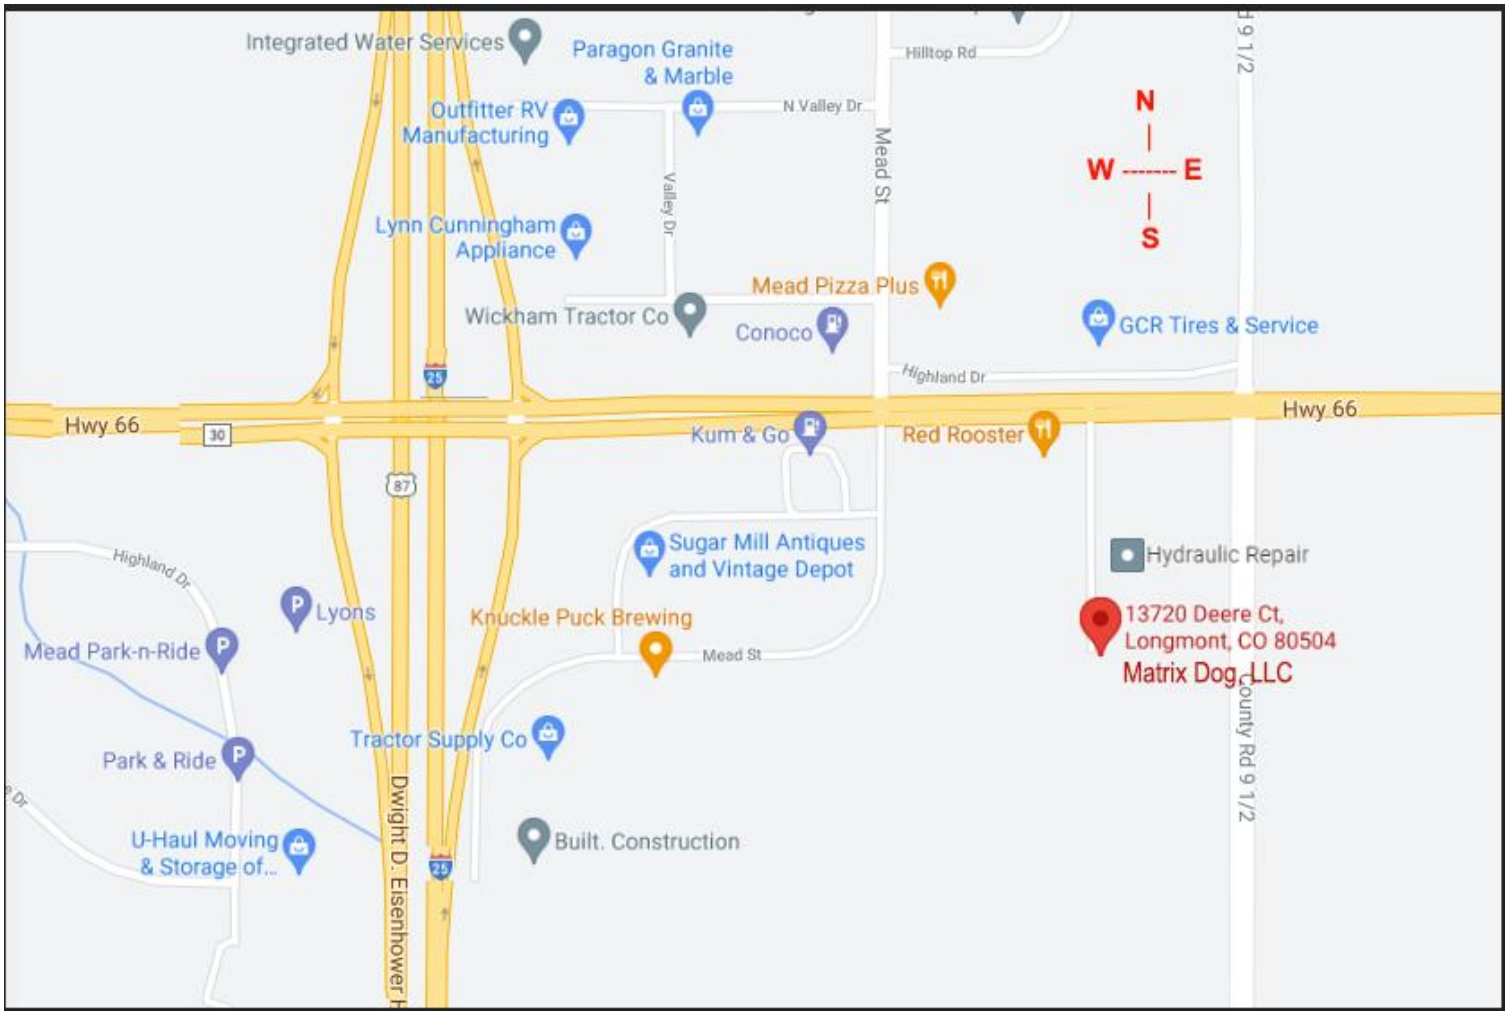 Integrated Water Services
Paragon Granite
& Marble
Hilltop Rd
d 9 1/2
Outfitter RV
Manufacturing
N Valley Dr
N
Mead St
W ------- E
S
Valley Dr
Lynn Cunningham
Appliance
Mead Pizza Plus
Wickham Tractor Co
Conoco
GCR Tires & Service
25
Highland Dr
Hwy 66
Hwy 66
30
Kum & Go
Red Rooster
87
Highland Dr
Sugar Mill Antiques
and Vintage Depot
Hydraulic Repair
P
Lyons
Knuckle Puck Brewing
13720 Deere Ct,
Longmont, CO 80504
Matrix Dog, LLC
Mead Park-n-Ride
P
Mead St
County Rd 9 1/2
Tractor Supply Co
Park & Ride
P
e Dr
Dwight D. Eisenhower H
U-Haul Moving
& Storage of...
Built. Construction
25